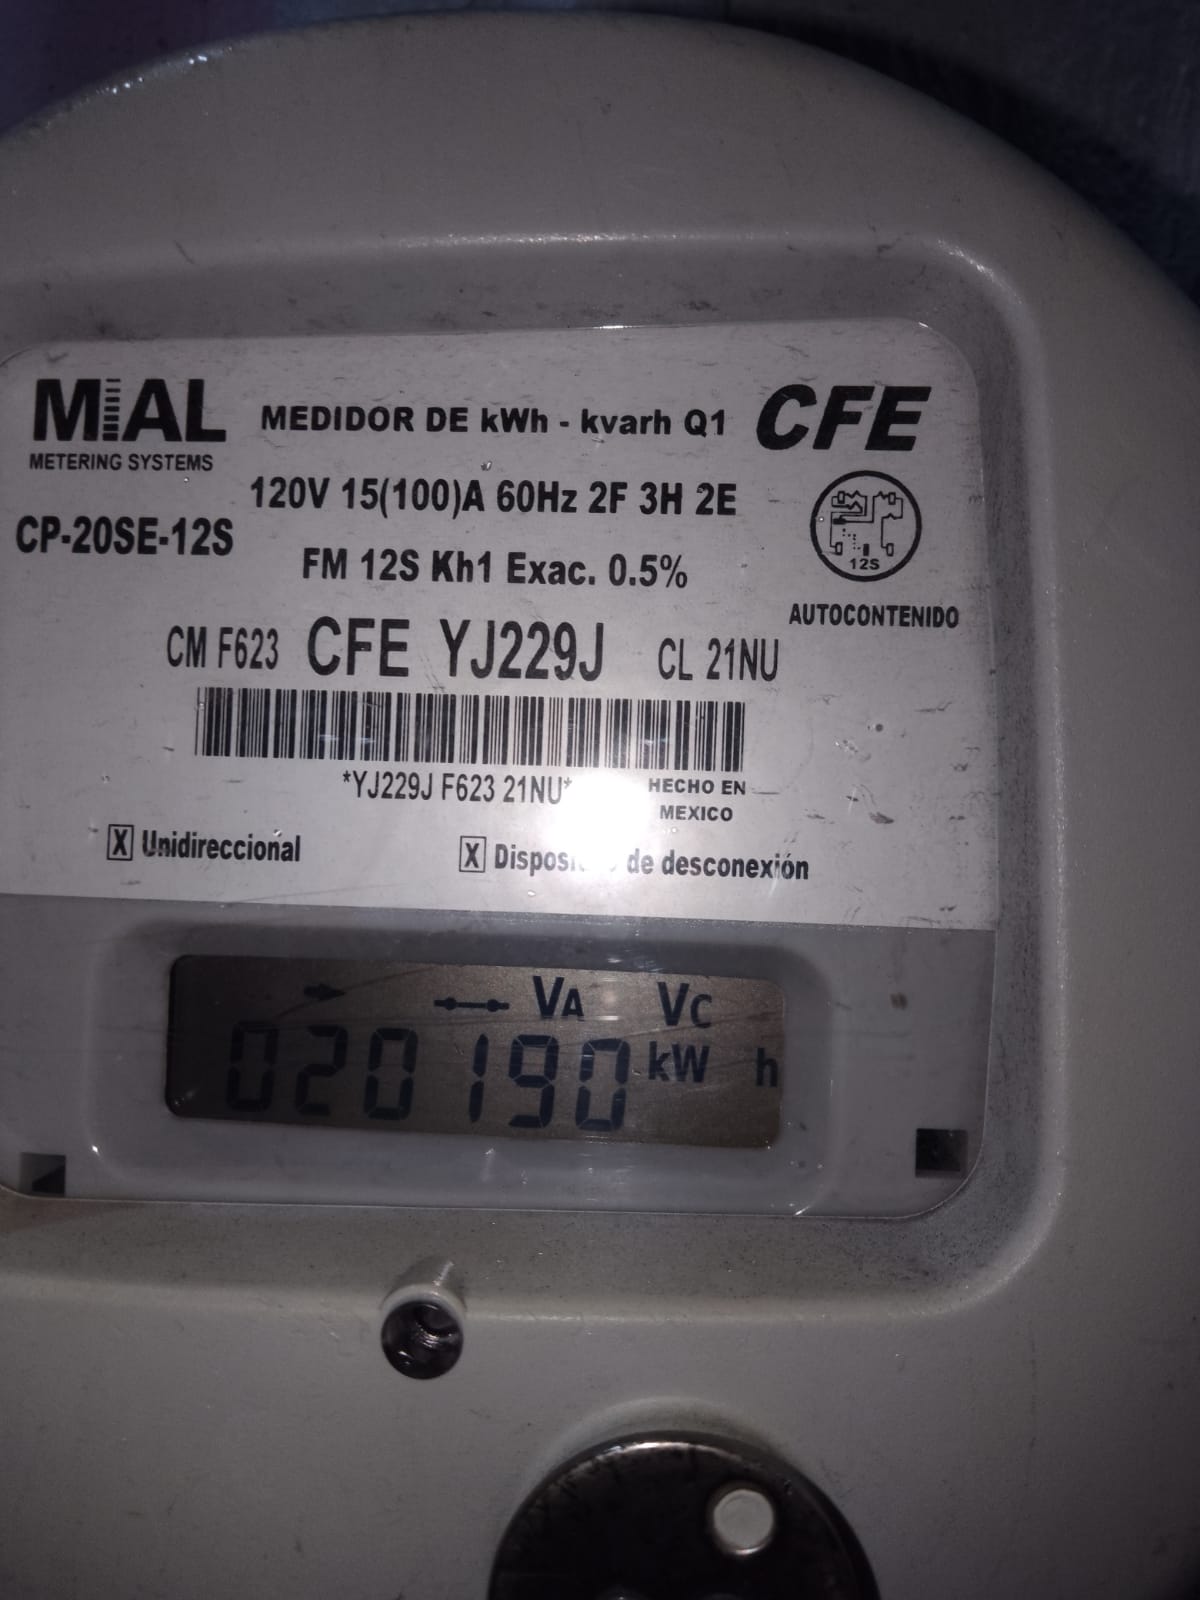 MIAL
METERING SYSTEMS
MEDIDOR DE kWh - kvarh Q1
CFE
120V 15(100)A 60Hz 2F 3H 2E
CP-20SE-12S
FM 12S Kh1 Exac. 0.5%
12S
AUTOCONTENIDO
CM F623 CFE YJ229J CL 21NU
*YJ229J F623 21NU*
HECHO EN
MEXICO
X Unidireccional
X de desconexión
VA VC
020190 kW h